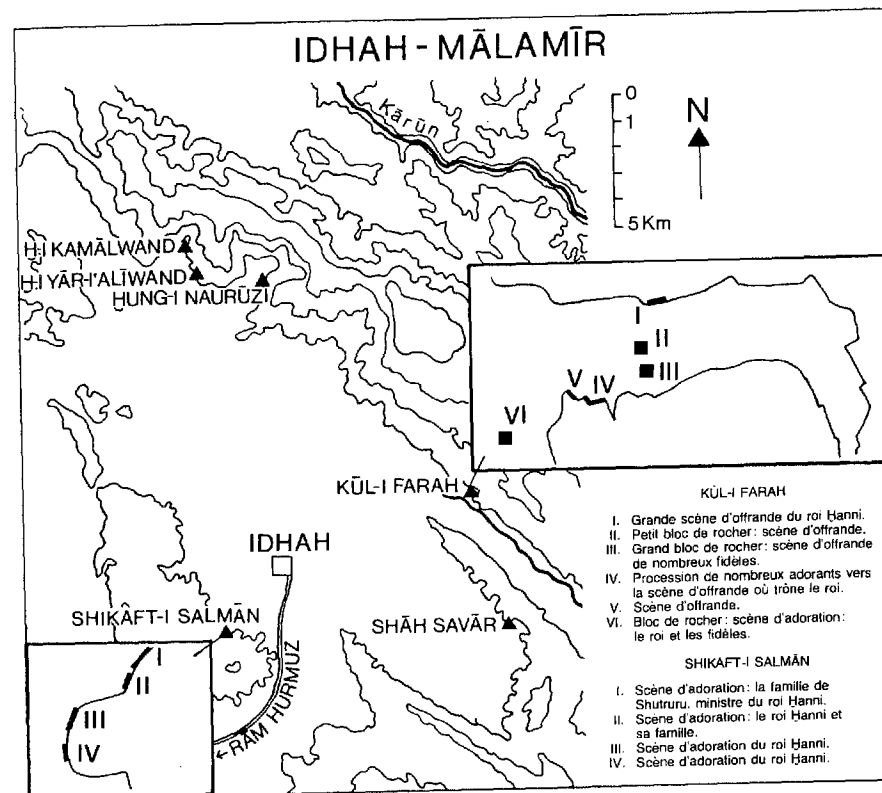 IDHAH-MĀLAMĪR
Kārūn
0
1
5 Km
N
Ḥ-I KAMĀLWAND
Ḥ-I YĀR-I'ALĪWAND
ḤUNG-I NAURŪZĪ
I
II
III
V IV
VI
KŪL-I FARAH
IDHAH
SHIKÂFT-I SALMĀN
SHĀH SAVĀR
← RĀM HURMUZ
I
II
III
IV
KŪL-I FARAH
I. Grande scène d'offrande du roi Ḫanni.
II. Petit bloc de rocher: scène d'offrande.
III. Grand bloc de rocher: scène d'offrande
de nombreux fidèles.
IV. Procession de nombreux adorants vers
la scène d'offrande où trône le roi.
V. Scène d'offrande.
VI. Bloc de rocher: scène d'adoration:
le roi et les fidèles.
SHIKAFT-I SALMĀN
I. Scène d'adoration: la famille de
Shutruru, ministre du roi Ḫanni.
II. Scène d'adoration: le roi Ḫanni et
sa famille.
III. Scène d'adoration du roi Ḫanni.
IV. Scène d'adoration du roi Ḫanni.